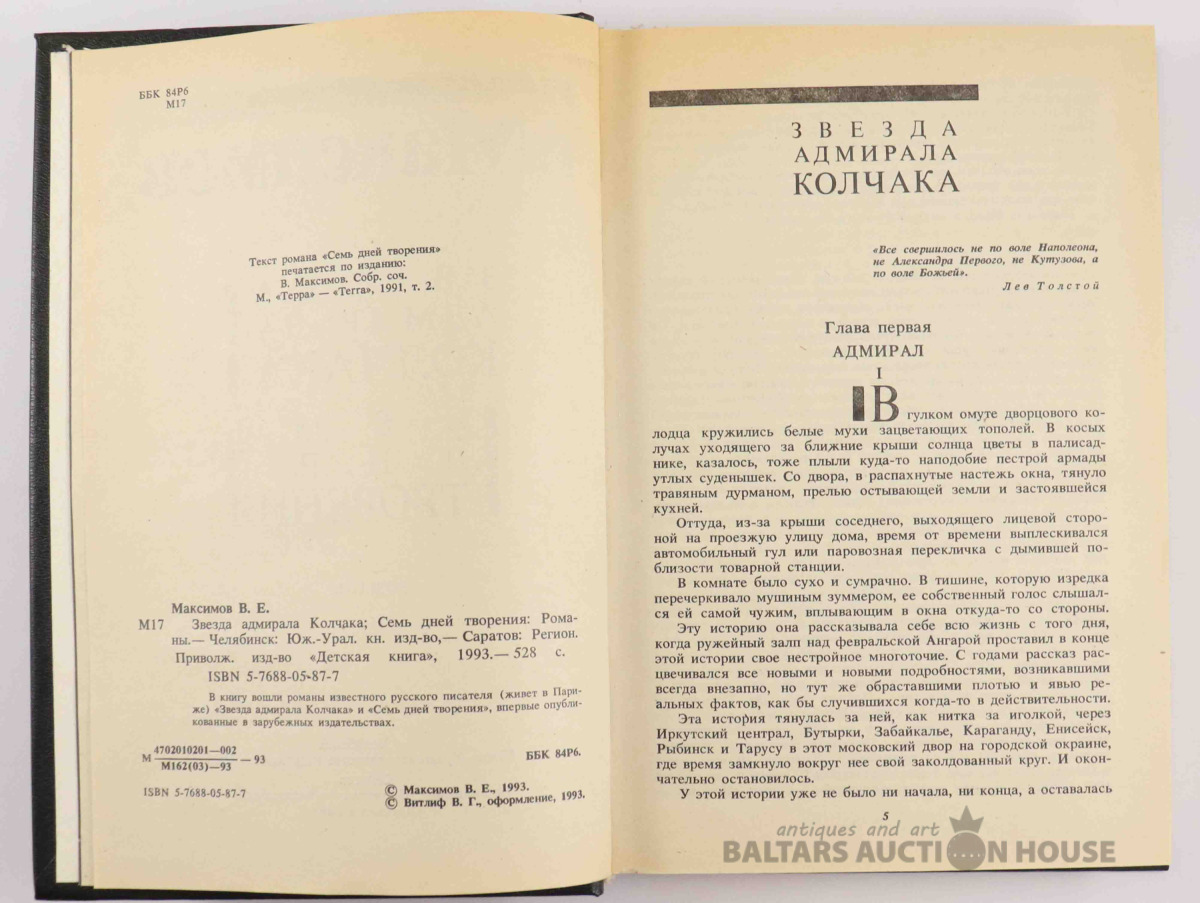 ББК 84Р6
М17
Текст романа «Семь дней творения»
печатается по изданию:
В. Максимов. Собр. соч.
М., «Терра» — «Terra», 1991, т. 2.
Максимов В. Е.
М17 Звезда адмирала Колчака; Семь дней творения: Рома-
ны.— Челябинск: Юж.-Урал. кн. изд-во,— Саратов: Регион.
Приволж. изд-во «Детская книга», 1993.— 528 с.
ISBN 5-7688-05-87-7
В книгу вошли романы известного русского писателя (живет в Пари-
же) «Звезда адмирала Колчака» и «Семь дней творения», впервые опубли-
кованные в зарубежных издательствах.
М 4702010201—002
М162(03)—93 — 93
ББК 84Р6.
ISBN 5-7688-05-87-7
© Максимов В. Е., 1993.
© Витлиф В. Г., оформление, 1993.
ЗВЕЗДА
АДМИРАЛА
КОЛЧАКА
«Все свершилось не по воле Наполеона,
не Александра Первого, не Кутузова, а
по воле Божьей».
Лев Толстой
Глава первая
АДМИРАЛ
I
В гулком омуте дворцового ко-
лодца кружились белые мухи зацветающих тополей. В косых
лучах уходящего за ближние крыши солнца цветы в палисад-
нике, казалось, тоже плыли куда-то наподобие пестрой армады
утлых суденышек. Со двора, в распахнутые настежь окна, тянуло
травяным дурманом, прелью остывающей земли и застоявшейся
кухней.
Оттуда, из-за крыши соседнего, выходящего лицевой сторо-
ной на проезжую улицу дома, время от времени выплескивался
автомобильный гул или паровозная перекличка с дымившей по-
близости товарной станции.
В комнате было сухо и сумрачно. В тишине, которую изредка
перечеркивало мушиным зуммером, ее собственный голос слышал-
ся ей самой чужим, вплывающим в окна откуда-то со стороны.
Эту историю она рассказывала себе всю жизнь с того дня,
когда ружейный залп над февральской Ангарой проставил в конце
этой истории свое нестройное многоточие. С годами рассказ рас-
цвечивался все новыми и новыми подробностями, возникавшими
всегда внезапно, но тут же обраставшими плотью и явью ре-
альных фактов, как бы случившихся когда-то в действительности.
Эта история тянулась за ней, как нитка за иголкой, через
Иркутский централ, Бутырки, Забайкалье, Караганду, Енисейск,
Рыбинск и Тарусу в этот московский двор на городской окраине,
где время замкнуло вокруг нее свой заколдованный круг. И окон-
чательно остановилось.
У этой истории уже не было ни начала, ни конца, а оставалась
5
antiques and art
BALTARS AUCTION HOUSE